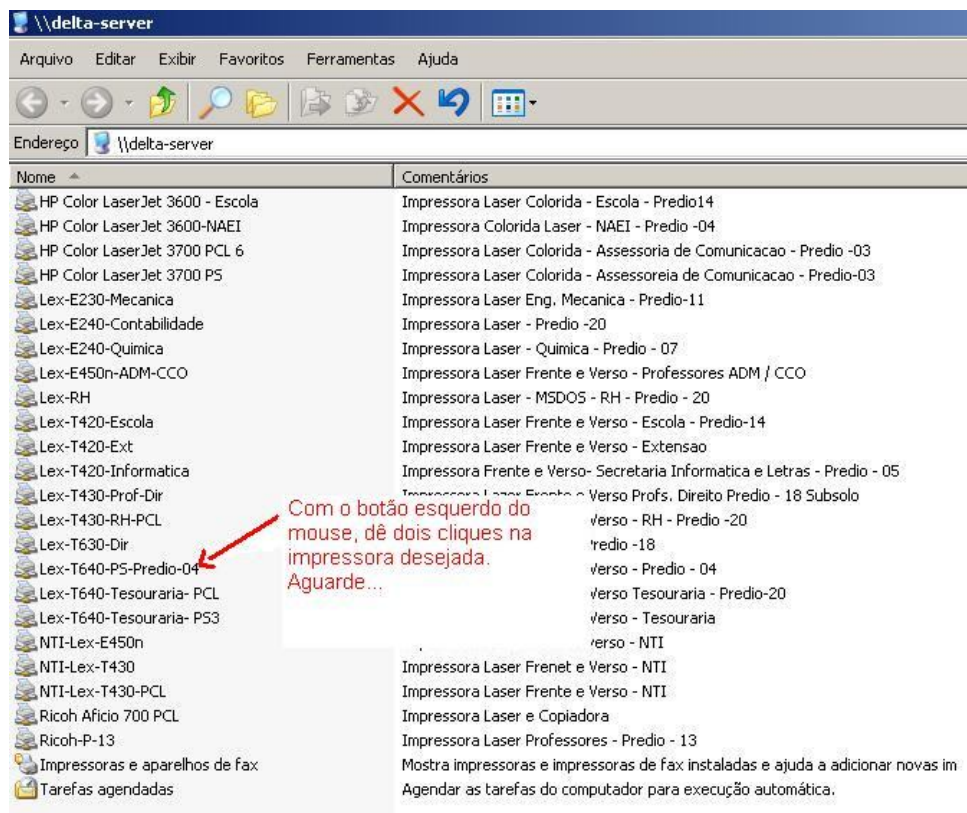 \\delta-server
Arquivo Editar Exibir Favoritos Ferramentas Ajuda
Endereço \\delta-server
Nome Comentários
HP Color LaserJet 3600 - Escola Impressora Laser Colorida - Escola - Predio14
HP Color LaserJet 3600-NAEI Impressora Colorida Laser - NAEI - Predio -04
HP Color LaserJet 3700 PCL 6 Impressora Laser Colorida - Assessoria de Comunicacao - Predio -03
HP Color LaserJet 3700 PS Impressora Laser Colorida - Assessoreia de Comunicacao - Predio-03
Lex-E230-Mecanica Impressora Laser Eng. Mecanica - Predio-11
Lex-E240-Contabilidade Impressora Laser - Predio -20
Lex-E240-Quimica Impressora Laser - Quimica - Predio - 07
Lex-E450n-ADM-CCO Impressora Laser Frente e Verso - Professores ADM / CCO
Lex-RH Impressora Laser - MSDOS - RH - Predio - 20
Lex-T420-Escola Impressora Laser Frente e Verso - Escola - Predio-14
Lex-T420-Ext Impressora Laser Frente e Verso - Extensao
Lex-T420-Informatica Impressora Frente e Verso- Secretaria Informatica e Letras - Predio - 05
Lex-T430-Prof-Dir Impressora Laser Frente e Verso Profs. Direito Predio - 18 Subsolo
Lex-T430-RH-PCL Verso - RH - Predio -20
Lex-T630-Dir -18
Lex-T640-PS-Predio-04 Verso - Predio - 04
Lex-T640-Tesouraria- PCL Verso Tesouraria - Predio-20
Lex-T640-Tesouraria- PS3 Verso - Tesouraria
NTI-Lex-E450n - NTI
NTI-Lex-T430 Impressora Laser Frenet e Verso - NTI
NTI-Lex-T430-PCL Impressora Laser Frente e Verso - NTI
Ricoh Aficio 700 PCL Impressora Laser e Copiadora
Ricoh-P-13 Impressora Laser Professores - Predio - 13
Impressoras e aparelhos de fax Mostra impressoras e impressoras de fax instaladas e ajuda a adicionar novas im
Tarefas agendadas Agendar as tarefas do computador para execução automática.
Com o botão esquerdo do
mouse, dê dois cliques na
impressora desejada.
Aguarde...